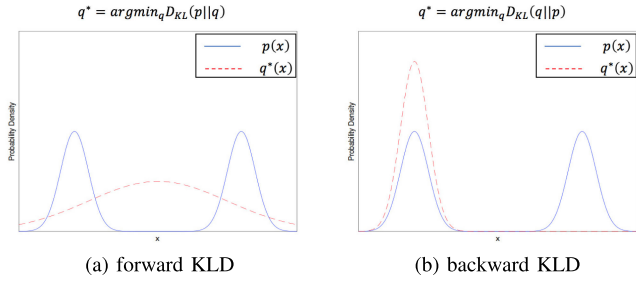 q* = argmin_q D_KL(p||q)
p(x)
q*(x)
Probability Density
x
(a) forward KLD
q* = argmin_q D_KL(q||p)
p(x)
q*(x)
Probability Density
x
(b) backward KLD